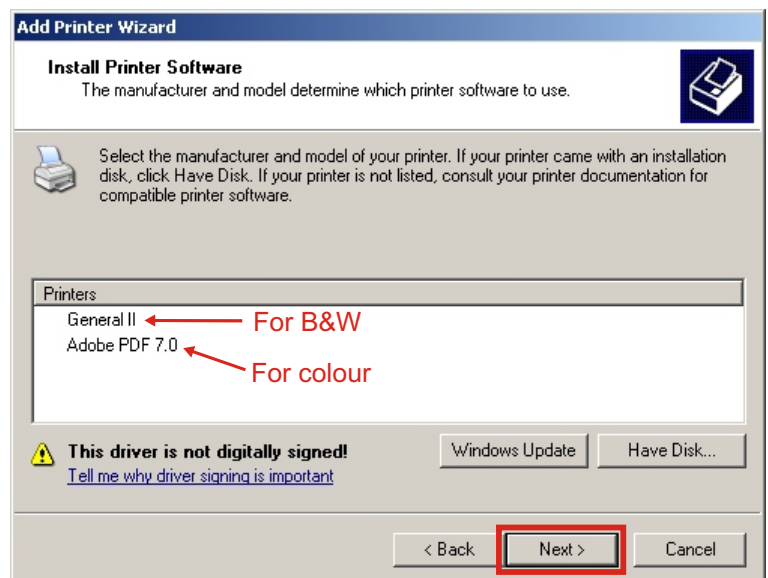 Add Printer Wizard
Install Printer Software
The manufacturer and model determine which printer software to use.
Select the manufacturer and model of your printer. If your printer came with an installation
disk, click Have Disk. If your printer is not listed, consult your printer documentation for
compatible printer software.
Printers
General II
For B&W
Adobe PDF 7.0
For colour
This driver is not digitally signed!
Windows Update
Have Disk...
Tell me why driver signing is important
< Back
Next >
Cancel